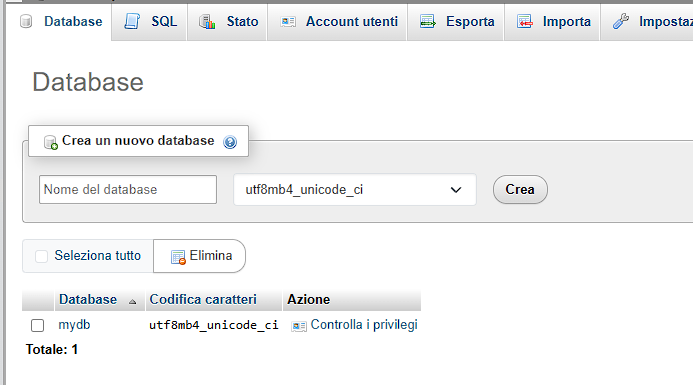 Database SQL Stato Account utenti Esporta Importa Impostaz
Database
Crea un nuovo database
Nome del database utf8mb4_unicode_ci Crea
Seleziona tutto Elimina
Database Codifica caratteri Azione
mydb utf8mb4_unicode_ci Controlla i privilegi
Totale: 1